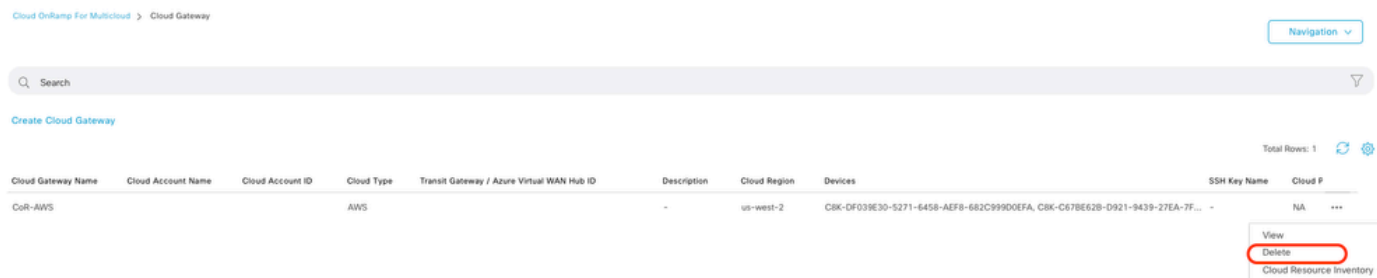 Cloud OnRamp For Multicloud > Cloud Gateway
Navigation
Search
Create Cloud Gateway
Total Rows: 1
Cloud Gateway Name Cloud Account Name Cloud Account ID Cloud Type Transit Gateway / Azure Virtual WAN Hub ID Description Cloud Region Devices SSH Key Name Cloud P
CoR-AWS AWS - us-west-2 C8K-DF039E30-5271-6458-AEF8-682C999D0EFA, C8K-C67BE62B-D921-9439-27EA-7F... - NA ...
View
Delete
Cloud Resource Inventory